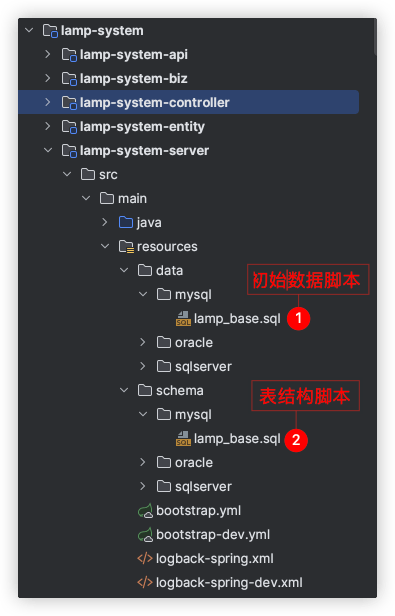 lamp-system
lamp-system-api
lamp-system-biz
lamp-system-controller
lamp-system-entity
lamp-system-server
src
main
java
resources
data
初始数据脚本
mysql
SQL lamp_base.sql 1
oracle
sqlserver
schema
表结构脚本
mysql
SQL lamp_base.sql 2
oracle
sqlserver
bootstrap.yml
bootstrap-dev.yml
</> logback-spring.xml
</> logback-spring-dev.xml